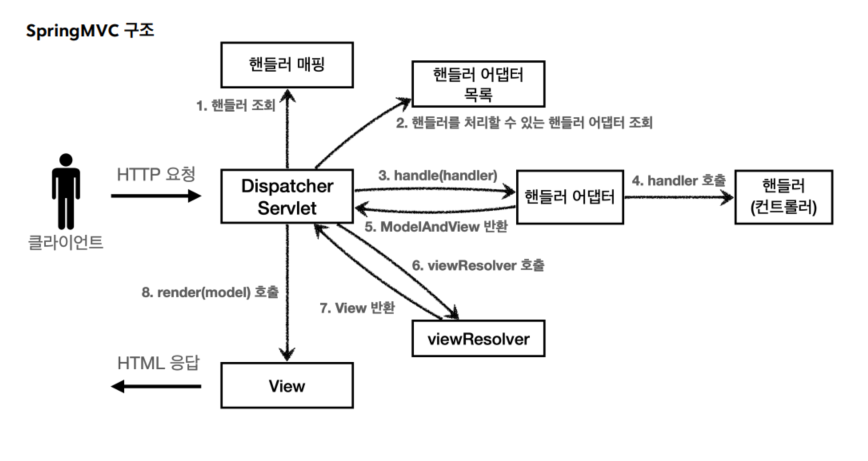 SpringMVC 구조
핸들러 매핑
핸들러 어댑터
목록
1. 핸들러 조회
2. 핸들러를 처리할 수 있는 핸들러 어댑터 조회
HTTP 요청
Dispatcher
Servlet
3. handle(handler)
핸들러 어댑터
4. handler 호출
핸들러
(컨트롤러)
클라이언트
5. ModelAndView 반환
6. viewResolver 호출
8. render(model) 호출
7. View 반환
viewResolver
HTML 응답
View